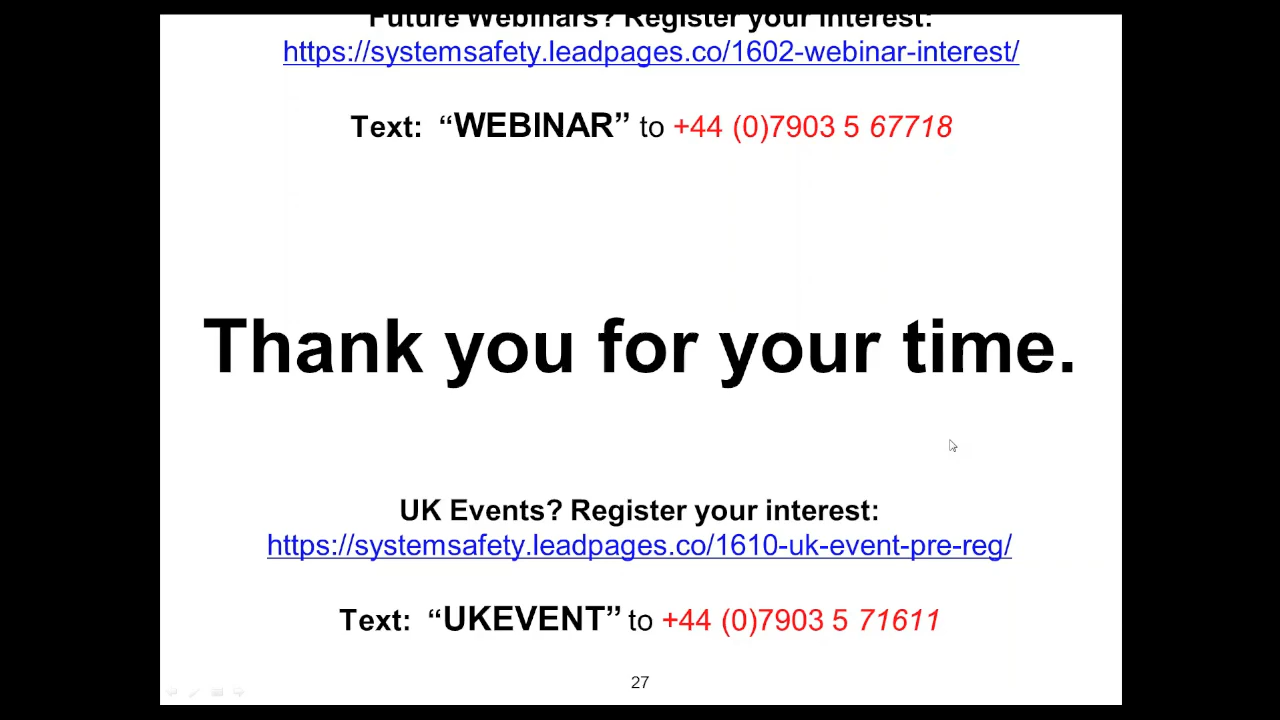 Future Webinars? Register your interest:
https://systemsafety.leadpages.co/1602-webinar-interest/
Text: “WEBINAR” to +44 (0)7903 5 67718
Thank you for your time.
UK Events? Register your interest:
https://systemsafety.leadpages.co/1610-uk-event-pre-reg/
Text: “UKEVENT” to +44 (0)7903 5 71611
27